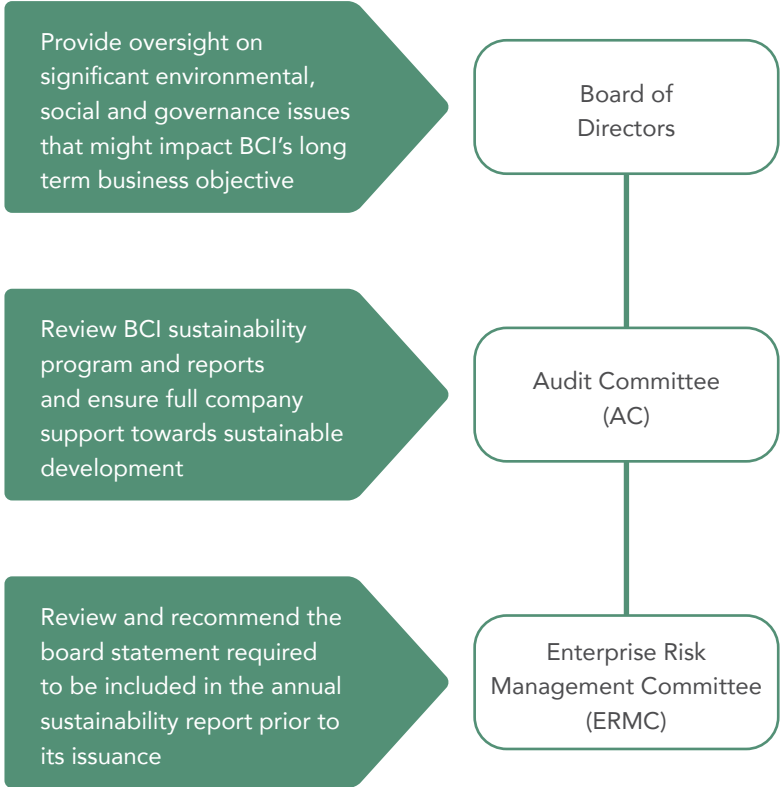 Provide oversight on
significant environmental,
social and governance issues
that might impact BCI’s long
term business objective
Board of
Directors
Review BCI sustainability
program and reports
and ensure full company
support towards sustainable
development
Audit Committee
(AC)
Review and recommend the
board statement required
to be included in the annual
sustainability report prior to
its issuance
Enterprise Risk
Management Committee
(ERMC)